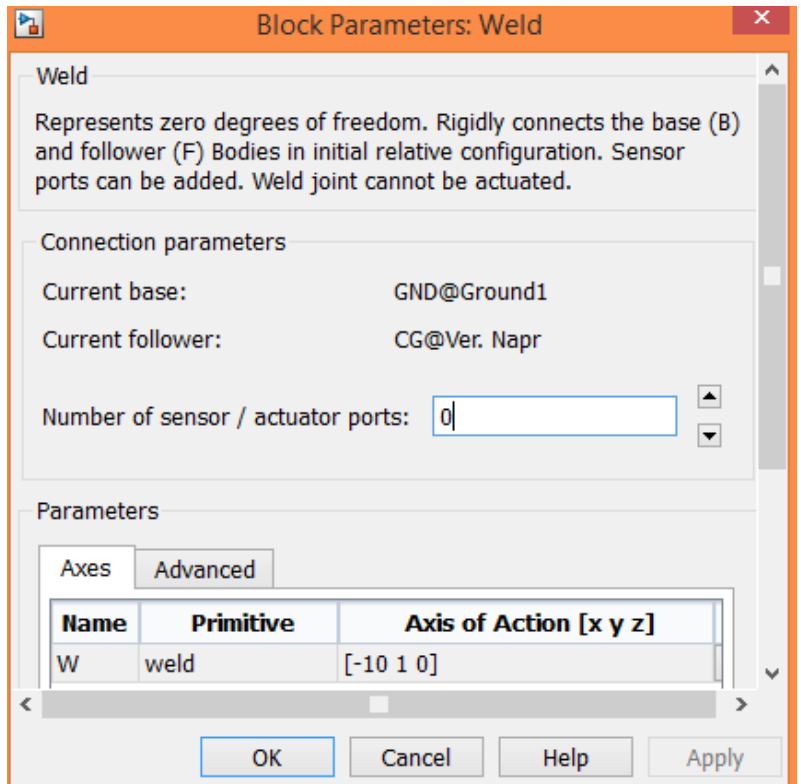 Block Parameters: Weld
Weld
Represents zero degrees of freedom. Rigidly connects the base (B)
and follower (F) Bodies in initial relative configuration. Sensor
ports can be added. Weld joint cannot be actuated.
Connection parameters
Current base: GND@Ground1
Current follower: CG@Ver. Napr
Number of sensor / actuator ports: 0
Parameters
Axes Advanced
Name Primitive Axis of Action [x y z]
W weld [-10 1 0]
OK Cancel Help Apply